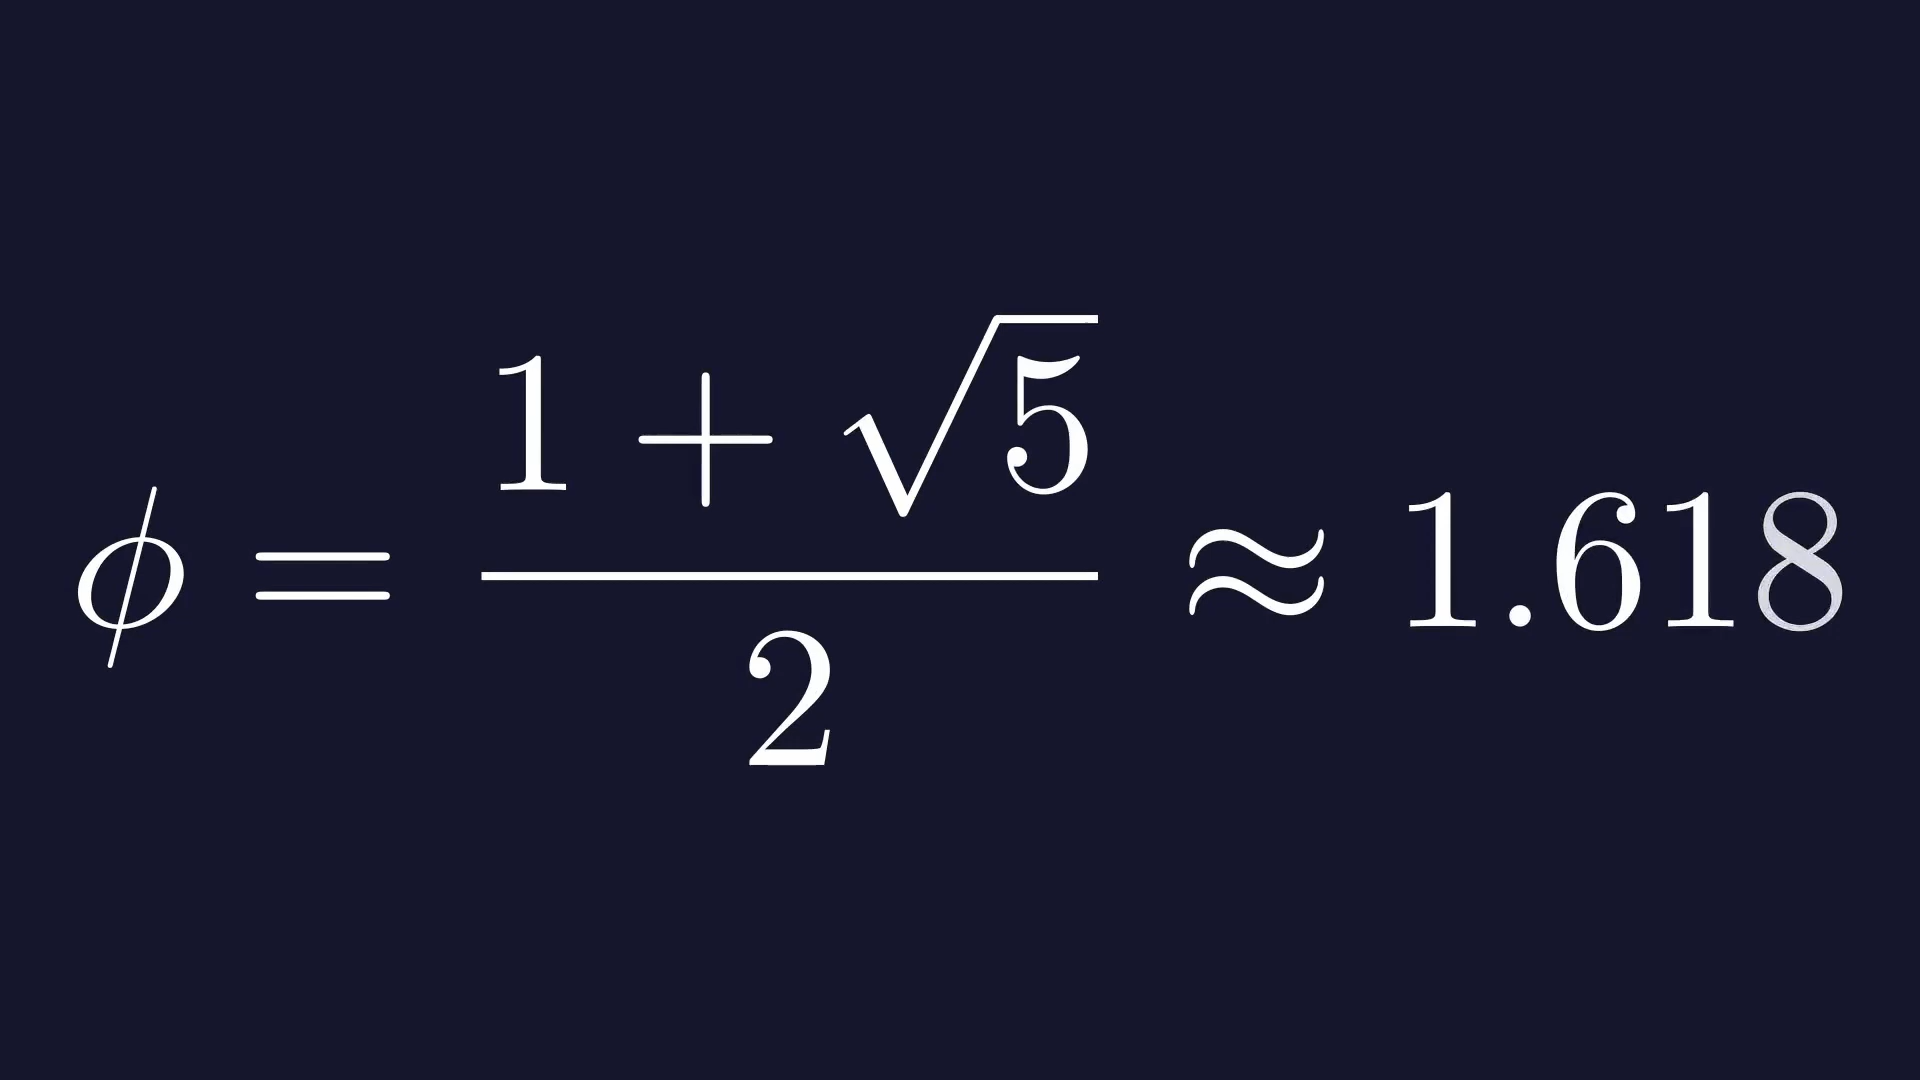 ϕ = (1 + √5) / 2 ≈ 1.618